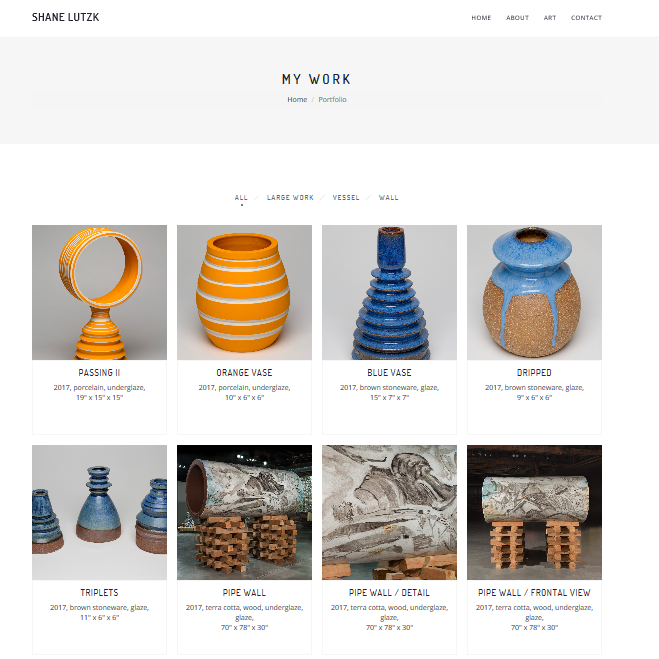 SHANE LUTZK
HOME ABOUT ART CONTACT
MY WORK
Home / Portfolio
ALL / LARGE WORK / VESSEL / WALL
PASSING II
2017, porcelain, underglaze,
19" x 15" x 15"
ORANGE VASE
2017, porcelain, underglaze,
10" x 6" x 6"
BLUE VASE
2017, brown stoneware, glaze,
15" x 7" x 7"
DRIPPED
2017, brown stoneware, glaze,
9" x 6" x 6"
TRIPLETS
2017, brown stoneware, glaze,
11" x 6" x 6"
PIPE WALL
2017, terra cotta, wood, underglaze,
glaze,
70" x 78" x 30"
PIPE WALL / DETAIL
2017, terra cotta, wood, underglaze,
glaze,
70" x 78" x 30"
PIPE WALL / FRONTAL VIEW
2017, terra cotta, wood, underglaze,
glaze,
70" x 78" x 30"